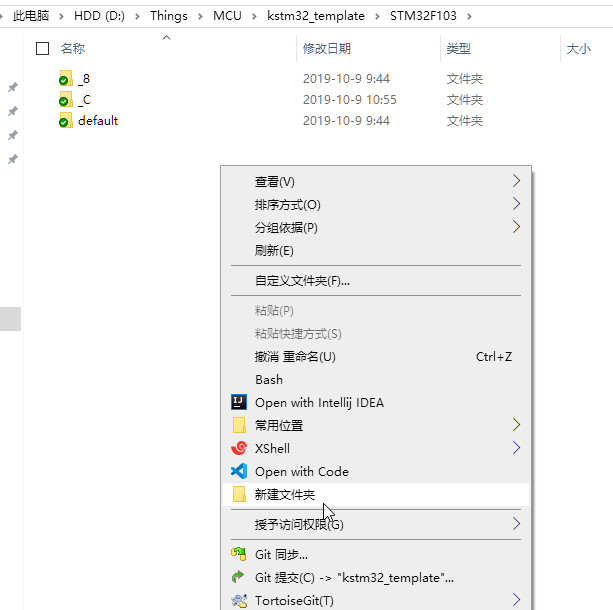 此电脑 > HDD (D:) > Things > MCU > kstm32_template > STM32F103 >
名称 修改日期 类型 大小
_8 2019-10-9 9:44 文件夹
_C 2019-10-9 10:55 文件夹
default 2019-10-9 9:44 文件夹
查看(V)
排序方式(O)
分组依据(P)
刷新(E)
自定义文件夹(F)...
粘贴(P)
粘贴快捷方式(S)
撤消 重命名(U) Ctrl+Z
Bash
Open with Intellij IDEA
常用位置
XShell
Open with Code
新建文件夹
授予访问权限(G)
Git 同步...
Git 提交(C) -> "kstm32_template"...
TortoiseGit(T)